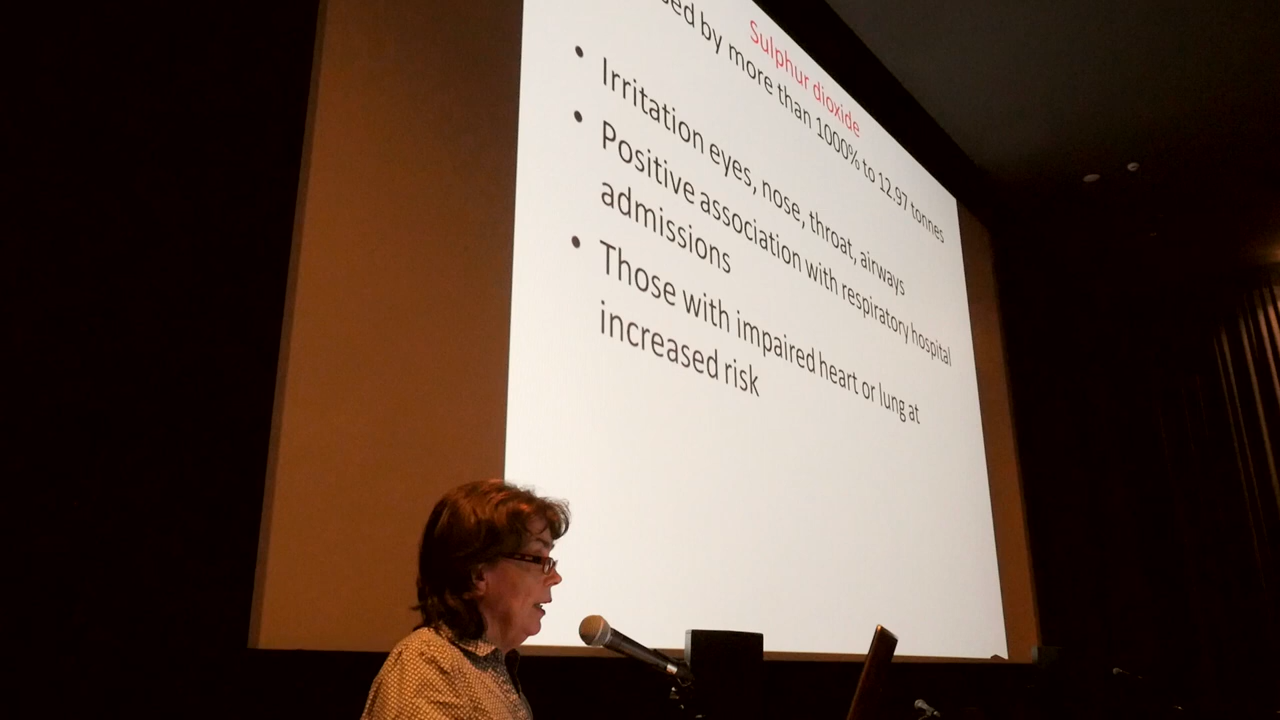 Sulphur dioxide
by more than 1000% to 12.97 tonnes
• Irritation eyes, nose, throat, airways
• Positive association with respiratory hospital
admissions
• Those with impaired heart or lung at
increased risk